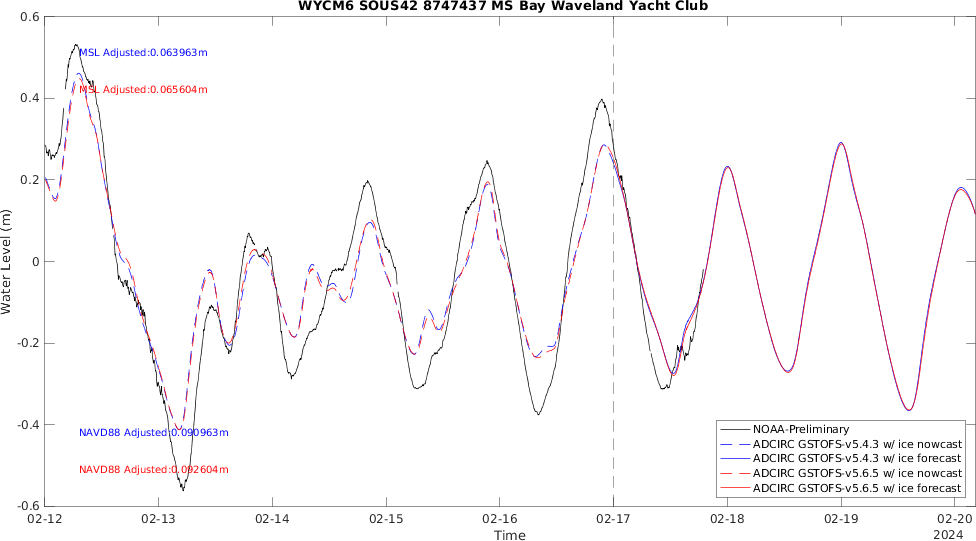 WYCM6 SOUS42 8747437 MS Bay Waveland Yacht Club
0.6
0.4
0.2
0
-0.2
-0.4
-0.6
Water Level (m)
MSL Adjusted:0.063963m
MSL Adjusted:0.065604m
NAVD88 Adjusted:0.090963m
NAVD88 Adjusted:0.092604m
NOAA-Preliminary
ADCIRC GSTOFS-v5.4.3 w/ ice nowcast
ADCIRC GSTOFS-v5.4.3 w/ ice forecast
ADCIRC GSTOFS-v5.6.5 w/ ice nowcast
ADCIRC GSTOFS-v5.6.5 w/ ice forecast
02-12 02-13 02-14 02-15 02-16 02-17 02-18 02-19 02-20
Time
2024